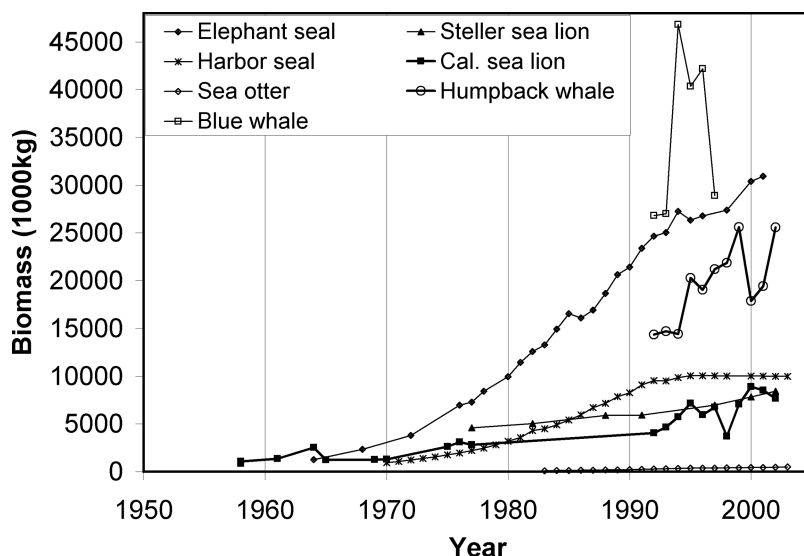 Elephant seal
Steller sea lion
Harbor seal
Cal. sea lion
Sea otter
Humpback whale
Blue whale
45000
40000
35000
30000
25000
20000
15000
10000
5000
0
Biomass (1000kg)
1950 1960 1970 1980 1990 2000
Year